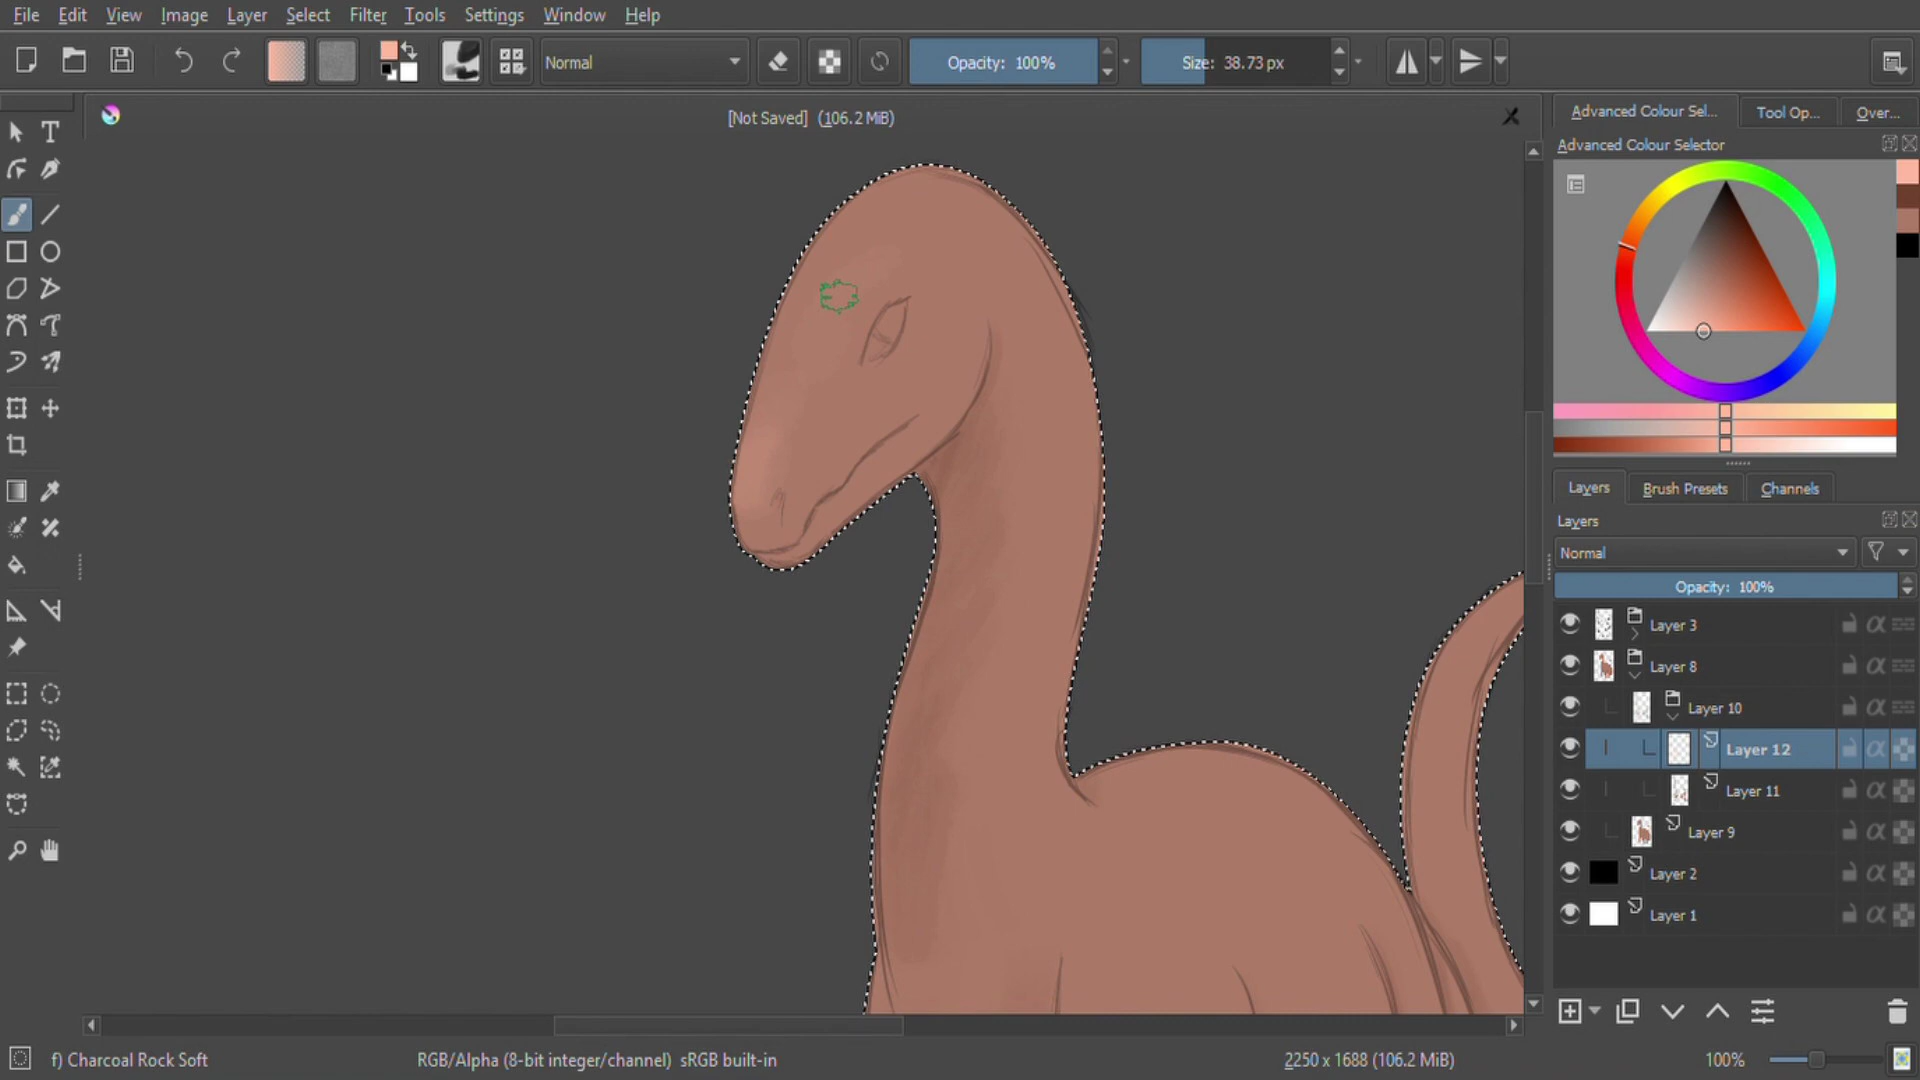 File Edit View Image Layer Select Filter Tools Settings Window Help
Normal Opacity: 100% Size: 38.73 px
[Not Saved] (106.2 MiB)
Advanced Colour Sel... Tool Op... Over...
Advanced Colour Selector
Layers Brush Presets Channels
Layers
Normal
Opacity: 100%
Layer 3
Layer 8
Layer 10
Layer 12
Layer 11
Layer 9
Layer 2
Layer 1
f) Charcoal Rock Soft RGB/Alpha (8-bit integer/channel) sRGB built-in 2250 x 1688 (106.2 MiB) 100%